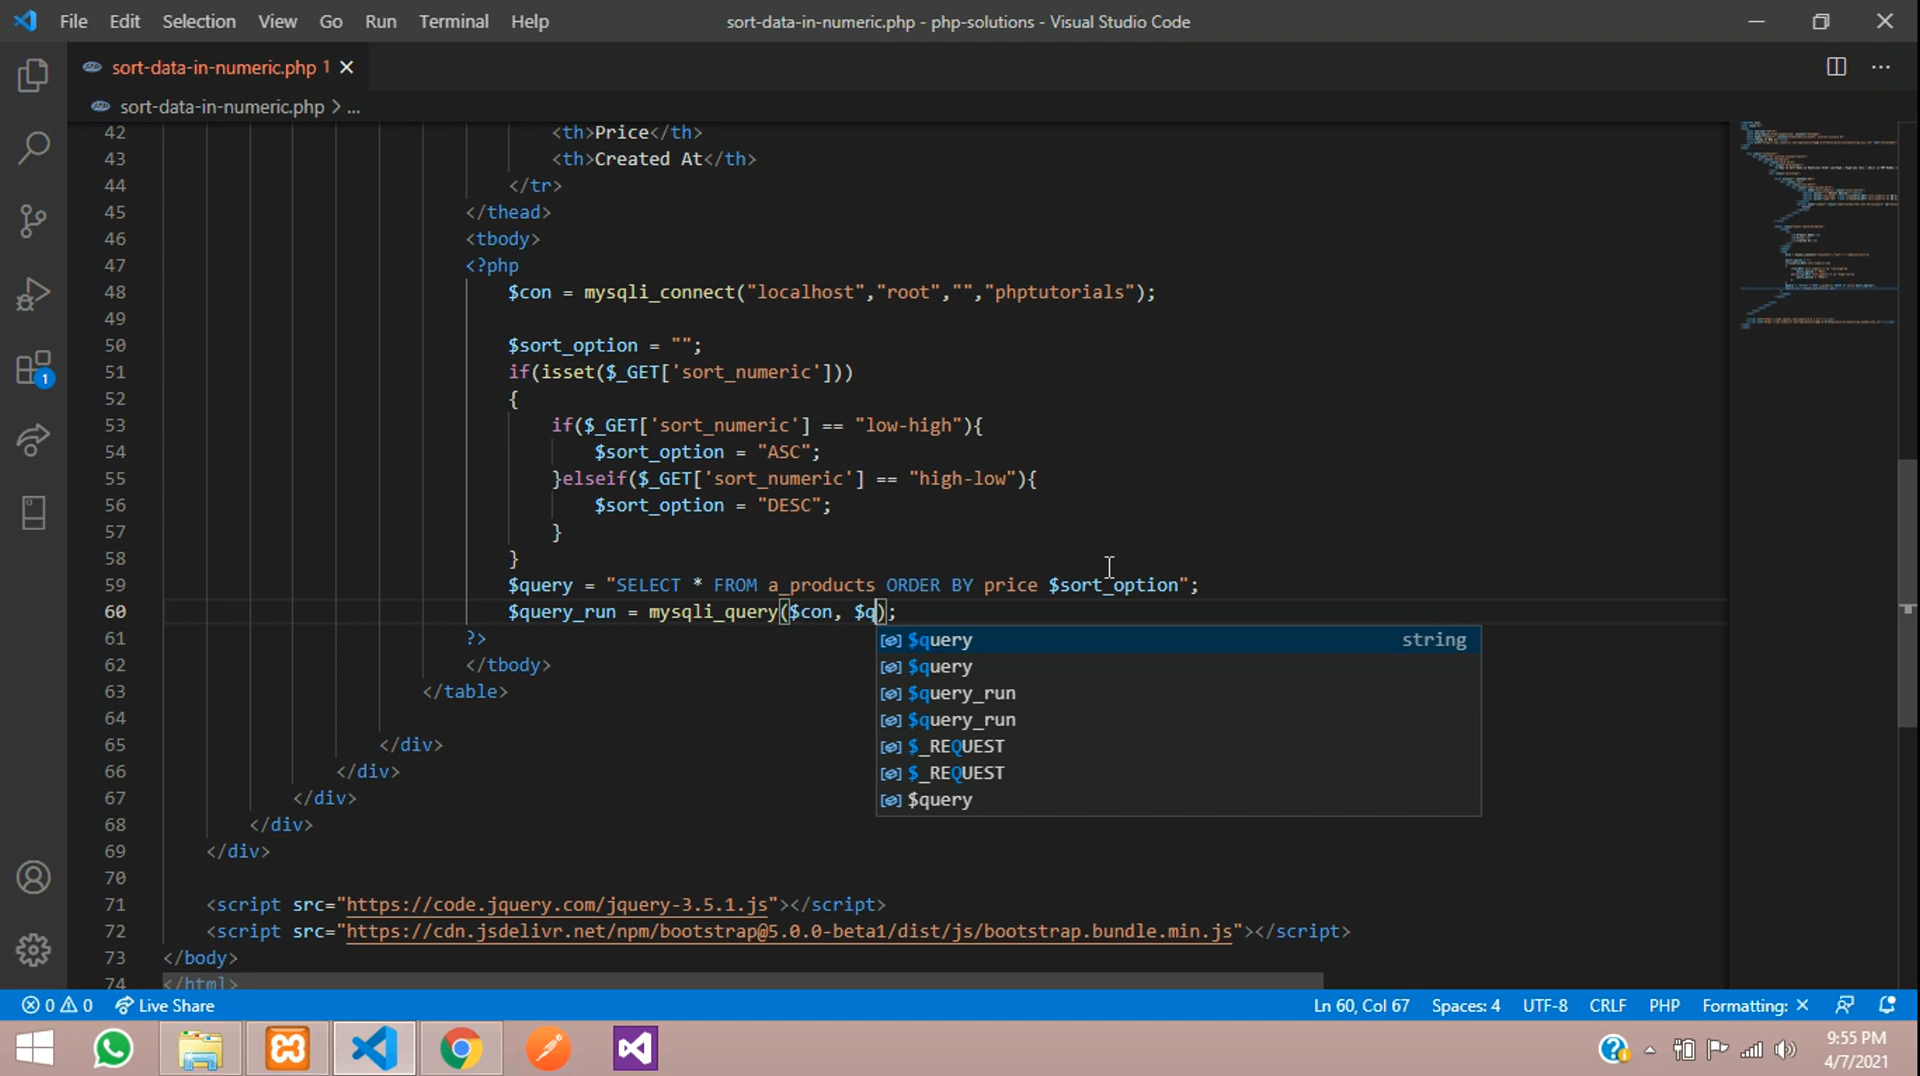 File Edit Selection View Go Run Terminal Help sort-data-in-numeric.php - php-solutions - Visual Studio Code
sort-data-in-numeric.php 1
sort-data-in-numeric.php > ...
42 <th>Price</th>
43 <th>Created At</th>
44 </tr>
45 </thead>
46 <tbody>
47 <?php
48 $con = mysqli_connect("localhost","root","","phptutorials");
49
50 $sort_option = "";
51 if(isset($_GET['sort_numeric']))
52 {
53 if($_GET['sort_numeric'] == "low-high"){
54 $sort_option = "ASC";
55 }elseif($_GET['sort_numeric'] == "high-low"){
56 $sort_option = "DESC";
57 }
58 }
59 $query = "SELECT * FROM a_products ORDER BY price $sort_option";
60 $query_run = mysqli_query($con, $q);
61 ?>
$query string
62 </tbody>
$query
63 </table>
$query_run
64
$query_run
65 </div>
$_REQUEST
66 </div>
$_REQUEST
67 </div>
$query
68 </div>
69 </div>
70
71 <script src="https://code.jquery.com/jquery-3.5.1.js"></script>
72 <script src="https://cdn.jsdelivr.net/npm/bootstrap@5.0.0-beta1/dist/js/bootstrap.bundle.min.js"></script>
73 </body>
74 </html>
1
0 0 Live Share Ln 60, Col 67 Spaces: 4 UTF-8 CRLF PHP Formatting: ×
9:55 PM
4/7/2021